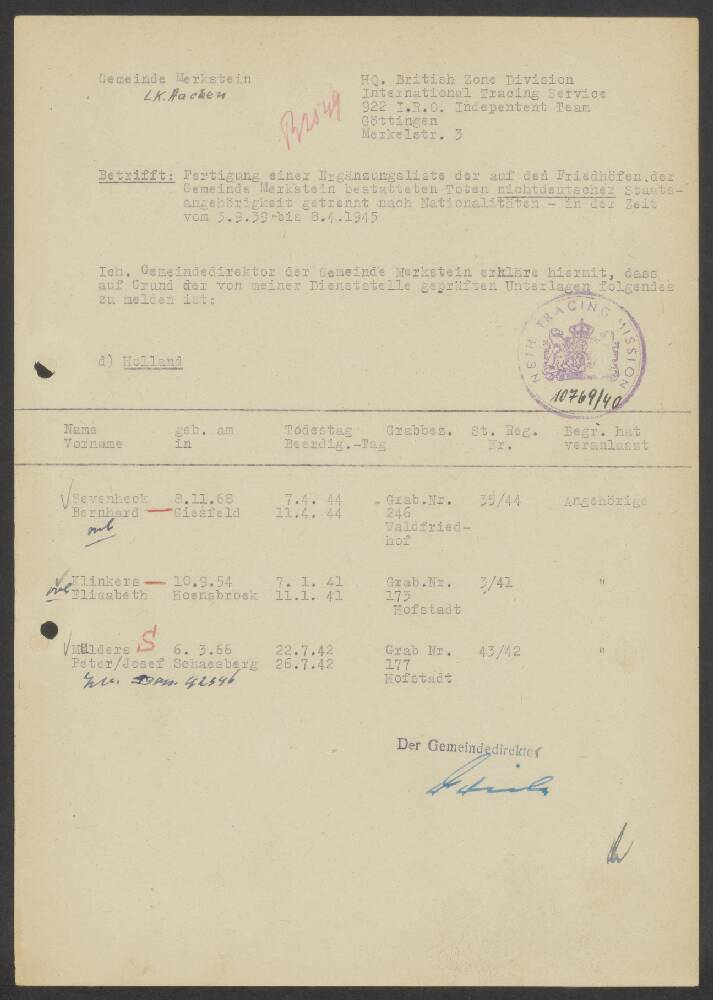 Gemeinde Merkstein
LK. Aachen
HQ. British Zone Division
International Tracing Service
922 I.R.O. Indepentent Team
Göttingen
Merkelstr. 3
Betrifft: Fertigung einer Ergänzungsliste der auf den Friedhöfen der
Gemeinde Merkstein bestatteten Toten nichtdeutscher Staats-
angehörigkeit getrennt nach Nationalitäten - in der Zeit
vom 3.9.39 bis 8.4.1945
Ich, Gemeindedirektor der Gemeinde Merkstein erkläre hiermit, dass
auf Grund der von meiner Dienststelle geprüften Unterlagen folgendes
zu melden ist:
NETH TRACING MISSION
10769/40
d) Holland
Name geb. am Todestag Grabbez. St. Reg. Begr. hat
Vorname in Beerdig.-Tag Nr. veranlasst
Sevenheck 8.11.68 7.4. 44 Grab.Nr. 35/44 Angehörige
Bernhard — Giesfeld 11.4. 44 246
Waldfried-
hof
Klinkers — 10.9.54 7. 1. 41 Grab.Nr. 3/41 "
Elisabeth Hoensbroek 11.1. 41 173
Hofstadt
Mülders S 6. 3.66 22.7.42 Grab Nr. 43/42 "
Peter/Josef Schaesberg 26.7.42 177
Hofstadt
Der Gemeindedirektor